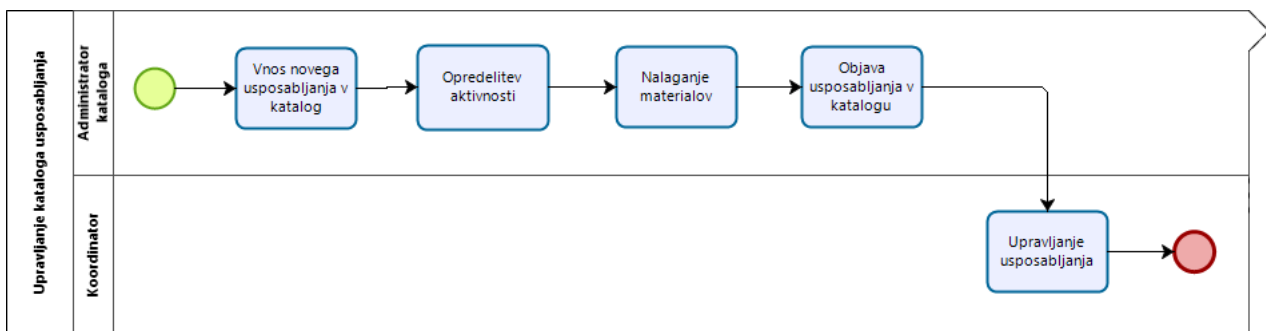 Upravljanje kataloga usposabljanja
Administrator
kataloga
Vnos novega
usposabljanja v
katalog
Opredelitev
aktivnosti
Nalaganje
materialov
Objava
usposabljanja v
katalogu
Koordinator
Upravljanje
usposabljanja